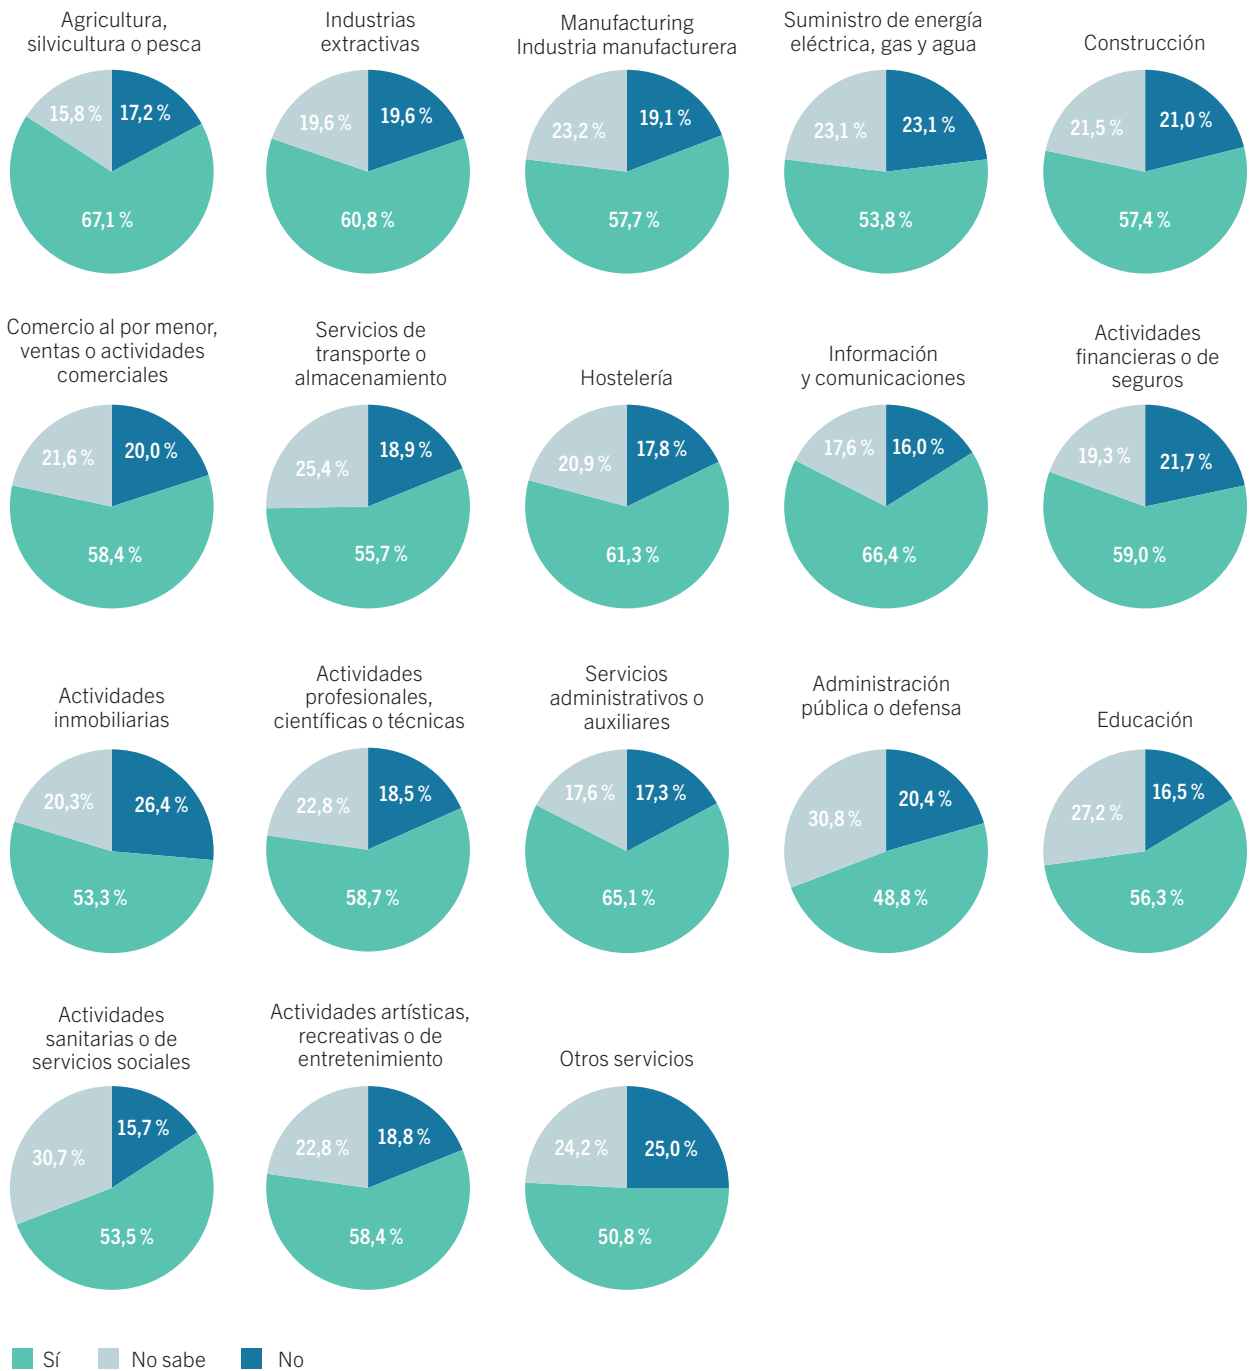 Agricultura,
silvicultura o pesca
15,8 %
17,2 %
67,1 %
Industrias
extractivas
19,6 %
19,6 %
60,8 %
Manufacturing
Industria manufacturera
23,2 %
19,1 %
57,7 %
Suministro de energía
eléctrica, gas y agua
23,1 %
23,1 %
53,8 %
Construcción
21,5 %
21,0 %
57,4 %
Comercio al por menor,
ventas o actividades
comerciales
21,6 %
20,0 %
58,4 %
Servicios de
transporte o
almacenamiento
25,4 %
18,9 %
55,7 %
Hostelería
20,9 %
17,8 %
61,3 %
Información
y comunicaciones
17,6 %
16,0 %
66,4 %
Actividades
financieras o de
seguros
19,3 %
21,7 %
59,0 %
Actividades
inmobiliarias
20,3%
26,4 %
53,3 %
Actividades
profesionales,
científicas o técnicas
22,8 %
18,5 %
58,7 %
Servicios
administrativos o
auxiliares
17,6 %
17,3 %
65,1 %
Administración
pública o defensa
30,8 %
20,4 %
48,8 %
Educación
27,2 %
16,5 %
56,3 %
Actividades
sanitarias o de
servicios sociales
30,7 %
15,7 %
53,5 %
Actividades artísticas,
recreativas o de
entretenimiento
22,8 %
18,8 %
58,4 %
Otros servicios
24,2 %
25,0 %
50,8 %
Sí
No sabe
No